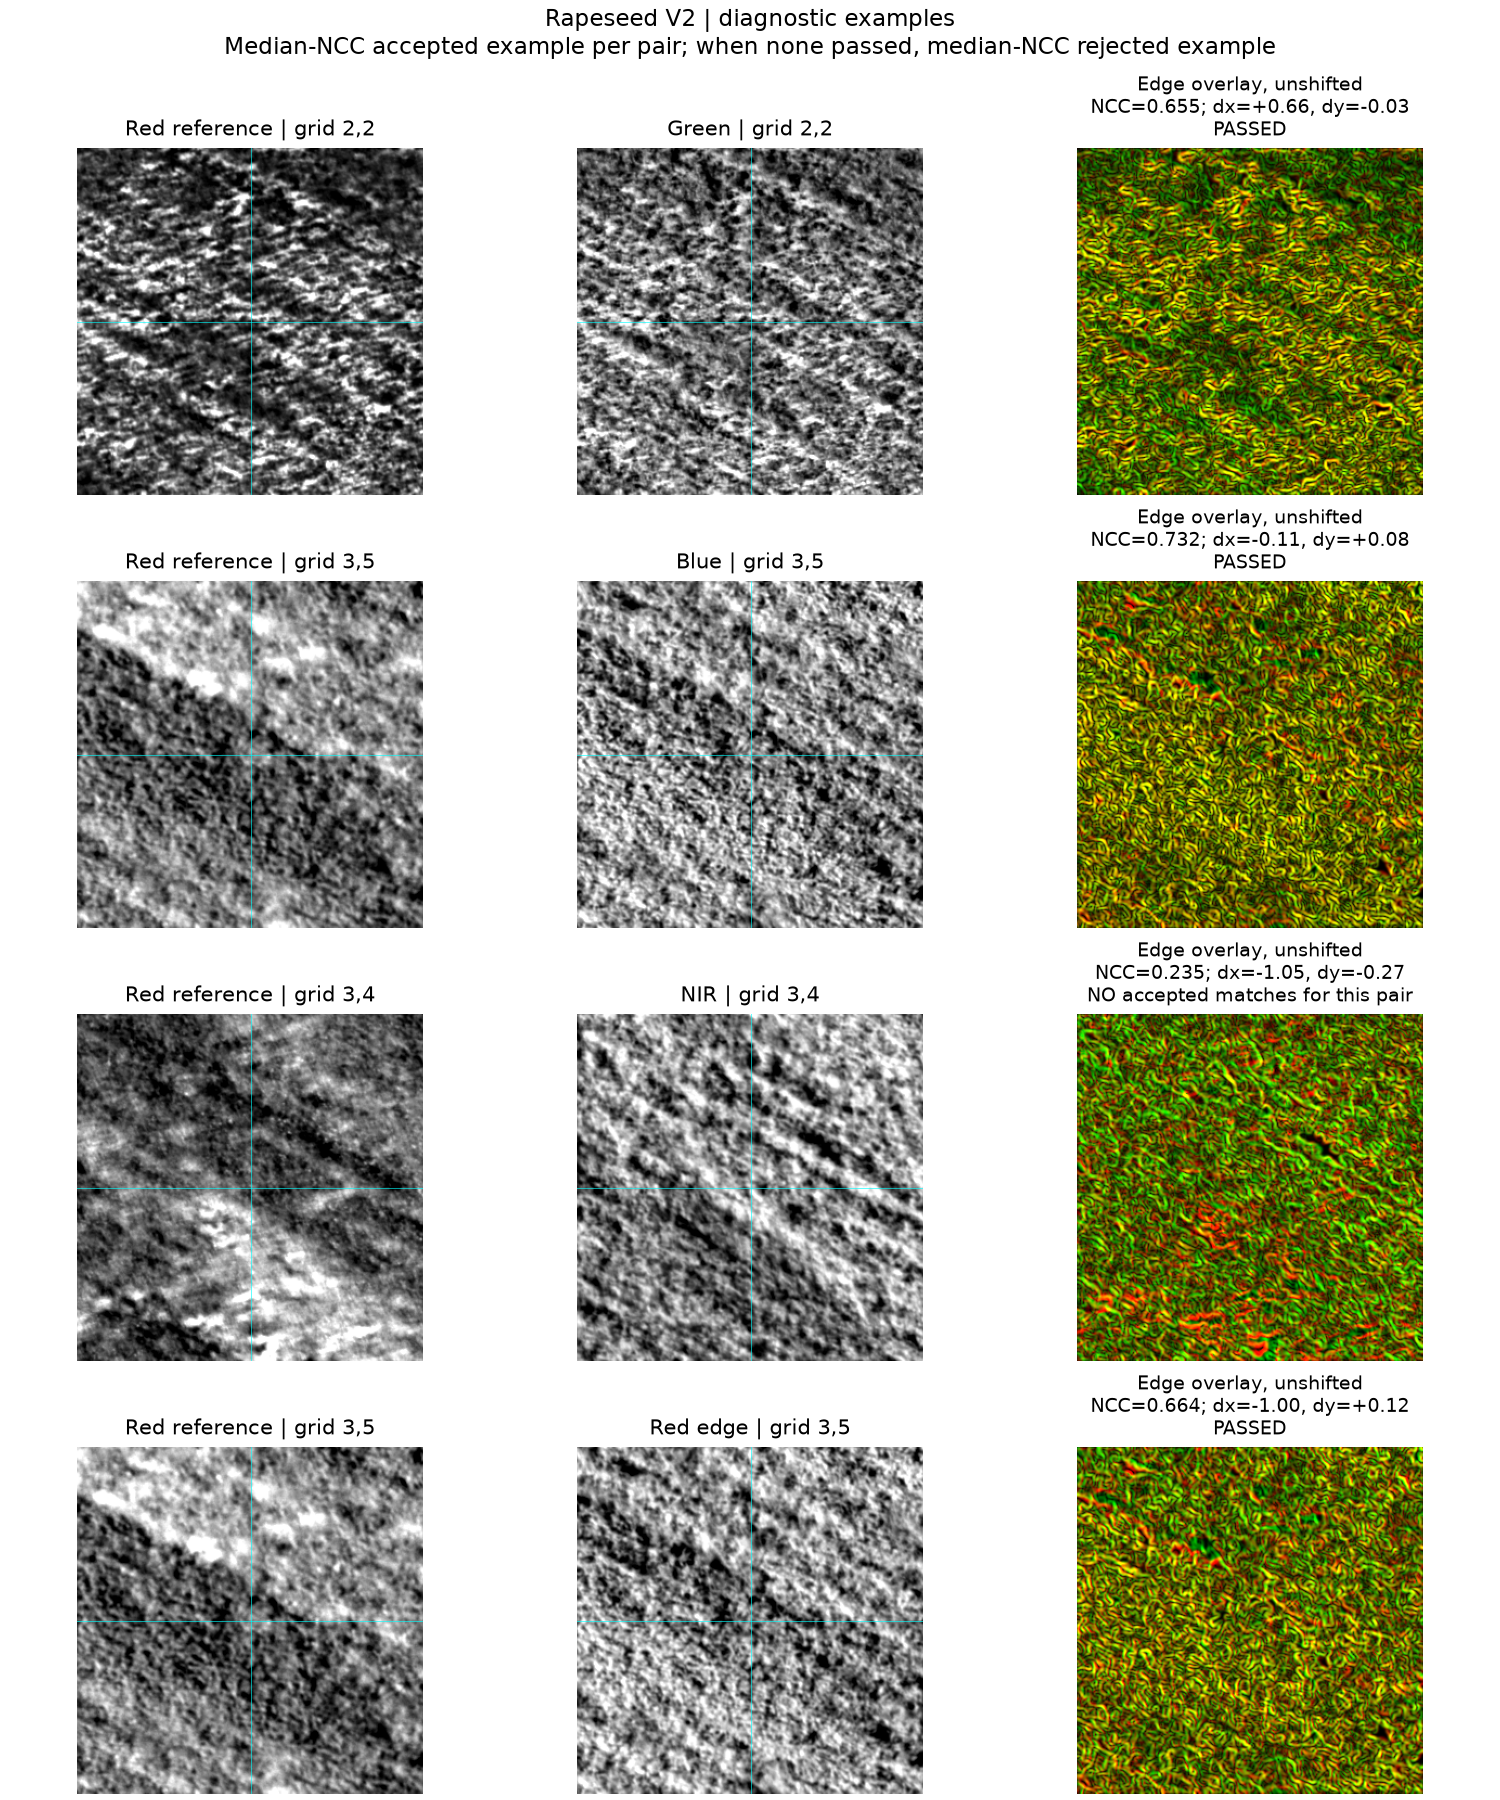 Rapeseed V2 | diagnostic examples
Median-NCC accepted example per pair; when none passed, median-NCC rejected example
Red reference | grid 2,2
Green | grid 2,2
Edge overlay, unshifted
NCC=0.655; dx=+0.66, dy=-0.03
PASSED
Red reference | grid 3,5
Blue | grid 3,5
Edge overlay, unshifted
NCC=0.732; dx=-0.11, dy=+0.08
PASSED
Red reference | grid 3,4
NIR | grid 3,4
Edge overlay, unshifted
NCC=0.235; dx=-1.05, dy=-0.27
NO accepted matches for this pair
Red reference | grid 3,5
Red edge | grid 3,5
Edge overlay, unshifted
NCC=0.664; dx=-1.00, dy=+0.12
PASSED